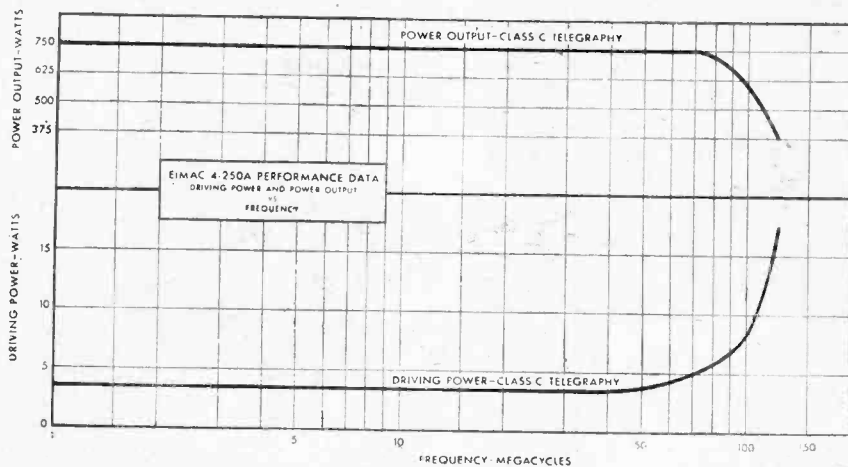 POWER OUTPUT-WATTS
750
625
500
375
POWER OUTPUT-CLASS C TELEGRAPHY
EIMAC 4-250A PERFORMANCE DATA
DRIVING POWER AND POWER OUTPUT
VS
FREQUENCY
DRIVING POWER-WATTS
15
10
5
0
DRIVING POWER-CLASS C TELEGRAPHY
1
5
10
50
100
150
FREQUENCY-MEGACYCLES